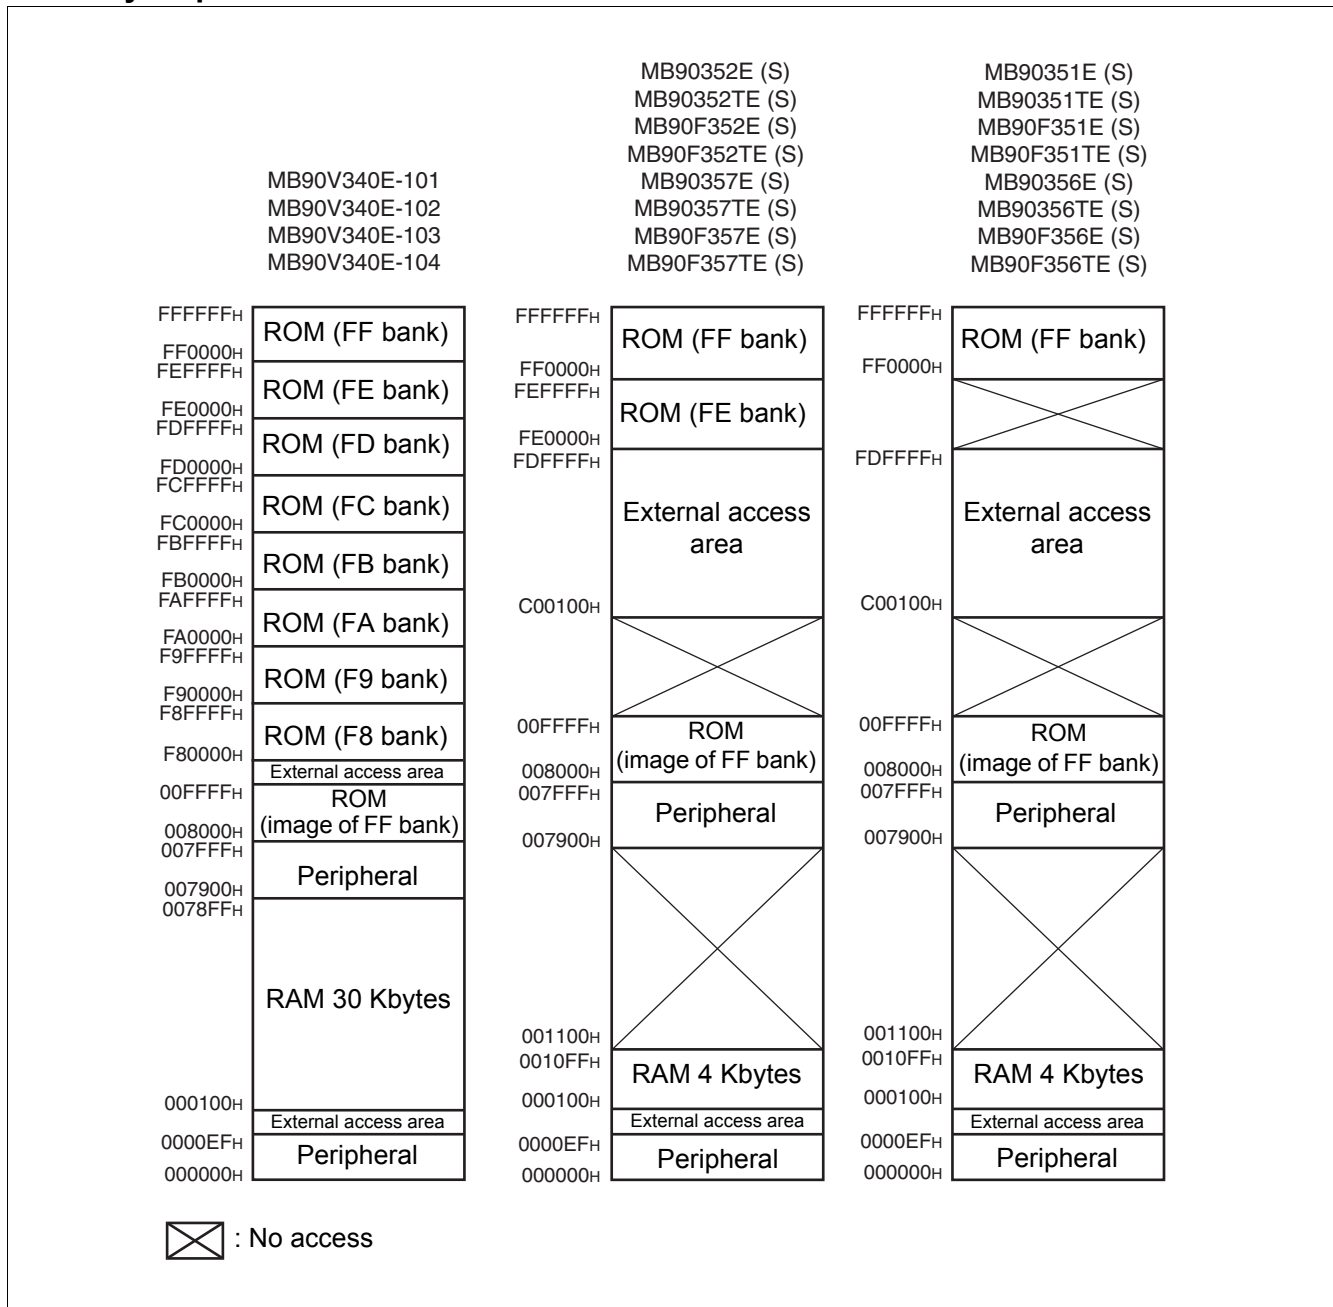 MB90V340E-101
MB90V340E-102
MB90V340E-103
MB90V340E-104
FFFFFFH
ROM (FF bank)
FF0000H
FEFFFFH
ROM (FE bank)
FE0000H
FDFFFFH
ROM (FD bank)
FD0000H
FCFFFFH
ROM (FC bank)
FC0000H
FBFFFFH
ROM (FB bank)
FB0000H
FAFFFFH
ROM (FA bank)
FA0000H
F9FFFFH
ROM (F9 bank)
F90000H
F8FFFFH
ROM (F8 bank)
F80000H
External access area
00FFFFH
ROM
(image of FF bank)
008000H
007FFFH
Peripheral
007900H
0078FFH
RAM 30 Kbytes
000100H
External access area
0000EFH
Peripheral
000000H
MB90352E (S)
MB90352TE (S)
MB90F352E (S)
MB90F352TE (S)
MB90357E (S)
MB90357TE (S)
MB90F357E (S)
MB90F357TE (S)
FFFFFFH
ROM (FF bank)
FF0000H
FEFFFFH
ROM (FE bank)
FE0000H
FDFFFFH
External access
area
C00100H
00FFFFH
ROM
(image of FF bank)
008000H
007FFFH
Peripheral
007900H
001100H
0010FFH
RAM 4 Kbytes
000100H
External access area
0000EFH
Peripheral
000000H
MB90351E (S)
MB90351TE (S)
MB90F351E (S)
MB90F351TE (S)
MB90356E (S)
MB90356TE (S)
MB90F356E (S)
MB90F356TE (S)
FFFFFFH
ROM (FF bank)
FF0000H
FDFFFFH
External access
area
C00100H
00FFFFH
ROM
(image of FF bank)
008000H
007FFFH
Peripheral
007900H
001100H
0010FFH
RAM 4 Kbytes
000100H
External access area
0000EFH
Peripheral
000000H
: No access